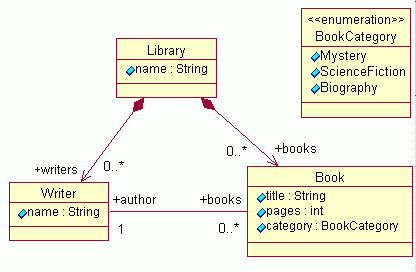 <<enumeration>>
BookCategory
Mystery
ScienceFiction
Biography
Library
name : String
+writers
0..*
0..*
+books
Writer
name : String
+author
1
+books
0..*
Book
title : String
pages : int
category : BookCategory